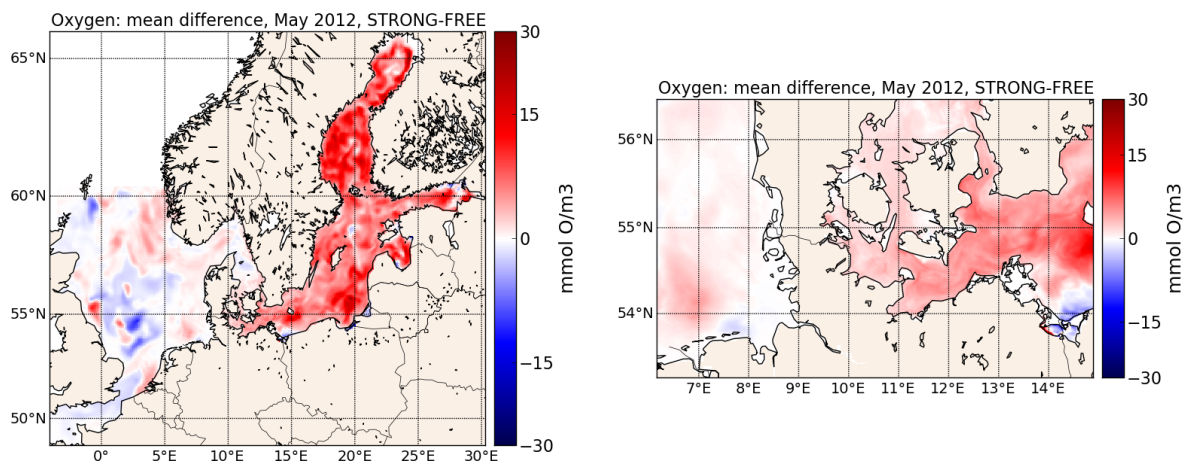 Oxygen: mean difference, May 2012, STRONG-FREE
65°N
60°N
55°N
50°N
0°E
5°E
10°E
15°E
20°E
25°E
30°E
30
15
0
−15
−30
mmol O/m3
Oxygen: mean difference, May 2012, STRONG-FREE
56°N
55°N
54°N
7°E
8°E
9°E
10°E
11°E
12°E
13°E
14°E
30
15
0
−15
−30
mmol O/m3